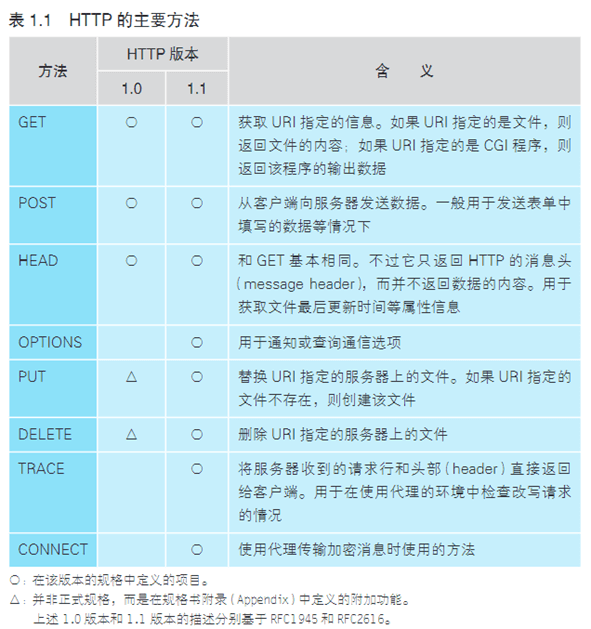 表 1.1 HTTP 的主要方法
方法
HTTP 版本
含 义
1.0
1.1
GET
○
○
获取 URI 指定的信息。如果 URI 指定的是文件，则
返回文件的内容；如果 URI 指定的是 CGI 程序，则
返回该程序的输出数据
POST
○
○
从客户端向服务器发送数据。一般用于发送表单中
填写的数据等情况下
HEAD
○
○
和 GET 基本相同。不过它只返回 HTTP 的消息头
(message header)，而并不返回数据的内容。用于
获取文件最后更新时间等属性信息
OPTIONS
○
用于通知或查询通信选项
PUT
△
○
替换 URI 指定的服务器上的文件。如果 URI 指定的
文件不存在，则创建该文件
DELETE
△
○
删除 URI 指定的服务器上的文件
TRACE
○
将服务器收到的请求行和头部(header)直接返回
给客户端。用于在使用代理的环境中检查改写请求
的情况
CONNECT
○
使用代理传输加密消息时使用的方法
○：在该版本的规格中定义的项目。
△：并非正式规格，而是在规格书附录(Appendix)中定义的附加功能。
上述 1.0 版本和 1.1 版本的描述分别基于 RFC1945 和 RFC2616。